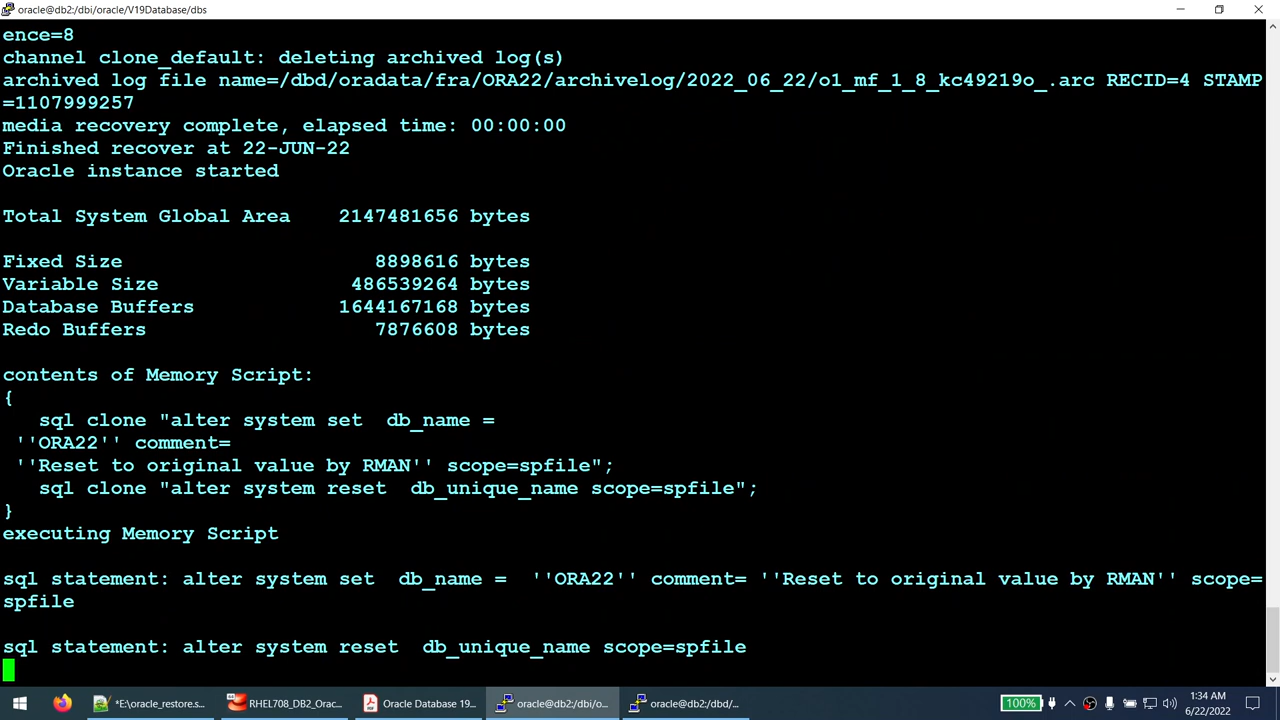 oracle@db2:/dbi/oracle/V19Database/dbs
ence=8
channel clone_default: deleting archived log(s)
archived log file name=/dbd/oradata/fra/ORA22/archivelog/2022_06_22/o1_mf_1_8_kc49219o_.arc RECID=4 STAMP
=1107999257
media recovery complete, elapsed time: 00:00:00
Finished recover at 22-JUN-22
Oracle instance started
Total System Global Area    2147481656 bytes
Fixed Size                     8898616 bytes
Variable Size                486539264 bytes
Database Buffers            1644167168 bytes
Redo Buffers                   7876608 bytes
contents of Memory Script:
{
   sql clone "alter system set  db_name =
 ''ORA22'' comment=
 ''Reset to original value by RMAN'' scope=spfile";
   sql clone "alter system reset  db_unique_name scope=spfile";
}
executing Memory Script
sql statement: alter system set  db_name =  ''ORA22'' comment= ''Reset to original value by RMAN'' scope=
spfile
sql statement: alter system reset  db_unique_name scope=spfile
*E:\oracle_restore.s...
RHEL708_DB2_Orac...
Oracle Database 19...
oracle@db2:/dbi/o...
oracle@db2:/dbd/...
100%
1:34 AM
6/22/2022